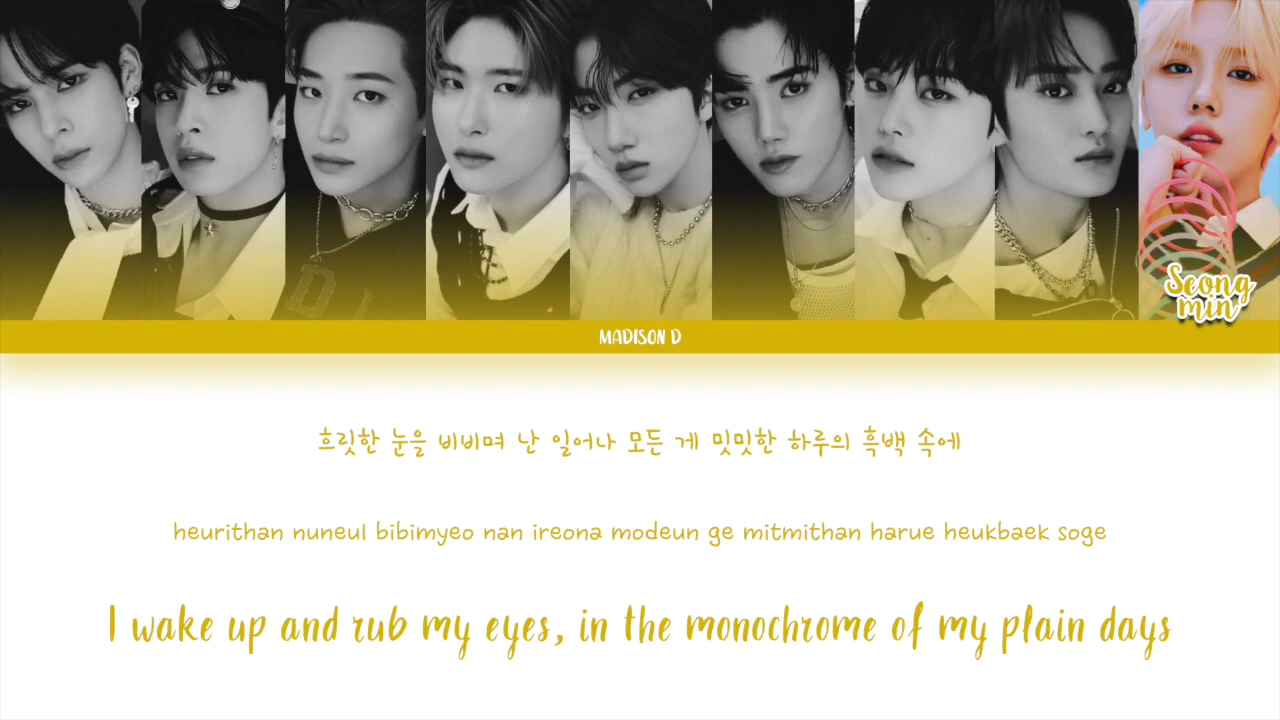 Seong
min
MADISON D
흐릿한 눈을 비비며 난 일어나 모든 게 밋밋한 하루의 흑백 속에
heurithan nuneul bibimyeo nan ireona modeun ge mitmithan harue heukbaek soge
I wake up and rub my eyes, in the monochrome of my plain days